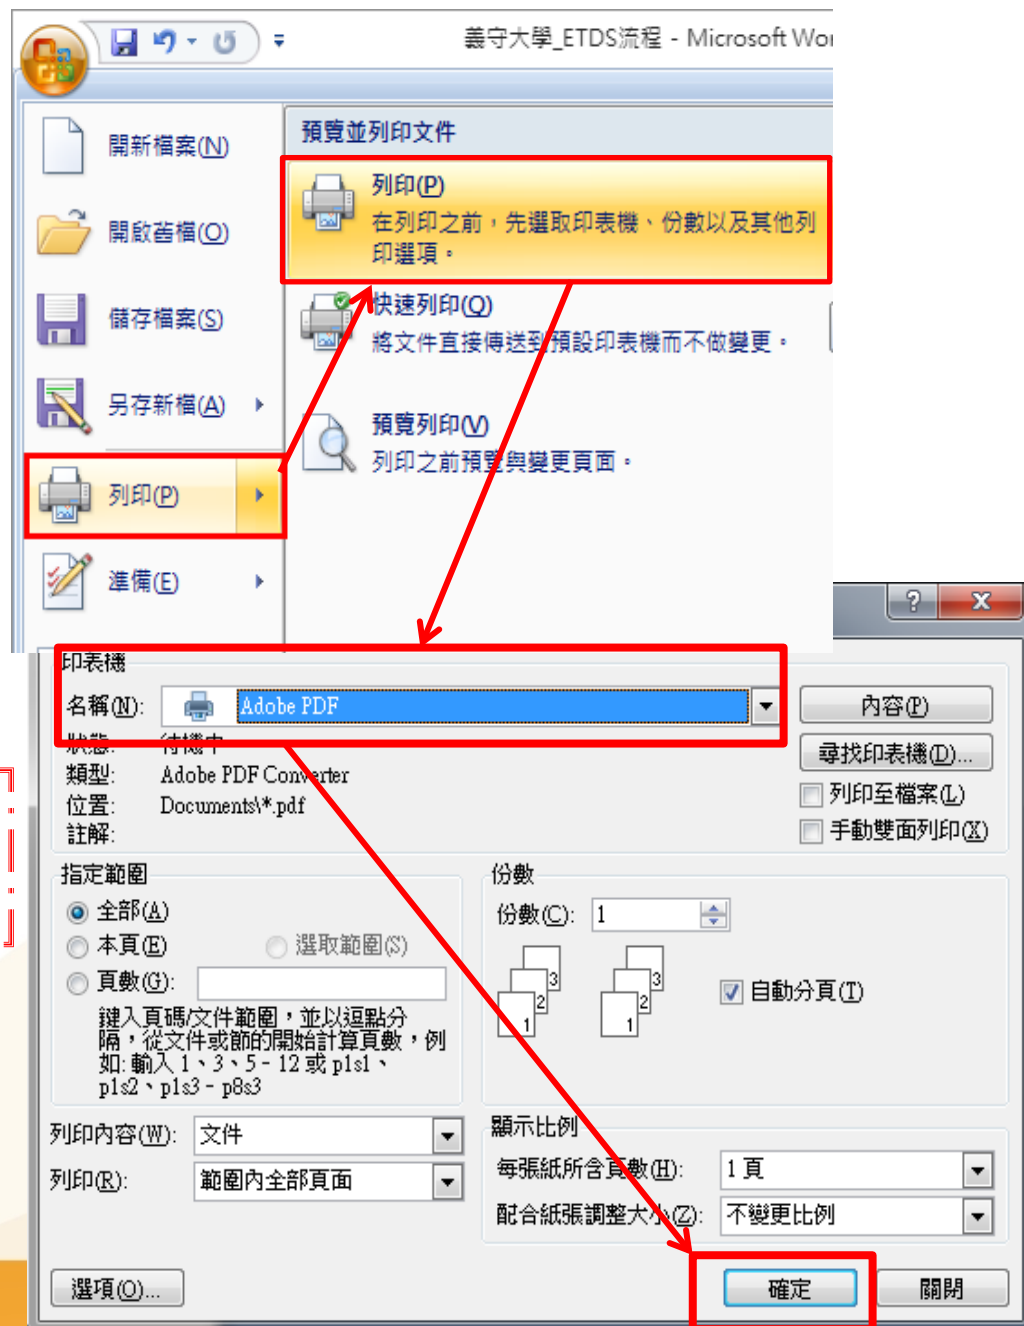 義守大學_ETDS流程 - Microsoft Wor
開新檔案(N)
開啟舊檔(O)
儲存檔案(S)
另存新檔(A)
列印(P)
準備(E)
預覽並列印文件
列印(P)
在列印之前，先選取印表機、份數以及其他列
印選項。
快速列印(Q)
將文件直接傳送到預設印表機而不做變更。
預覽列印(V)
列印之前預覽與變更頁面。
印表機
名稱(N): Adobe PDF
內容(P)
狀態: 待機中
尋找印表機(D)...
類型: Adobe PDF Converter
列印至檔案(L)
位置: Documents\*.pdf
手動雙面列印(X)
註解:
指定範圍
全部(A)
本頁(E) 選取範圍(S)
頁數(G):
鍵入頁碼/文件範圍，並以逗點分
隔，從文件或節的開始計算頁數，例
如: 輸入 1、3、5－12 或 p1s1、
p1s2、p1s3－p8s3
份數
份數(C): 1
3
2
1
3
2
1
自動分頁(T)
列印內容(W): 文件
列印(R): 範圍內全部頁面
顯示比例
每張紙所含頁數(H): 1 頁
配合紙張調整大小(Z): 不變更比例
選項(O)...
確定
關閉